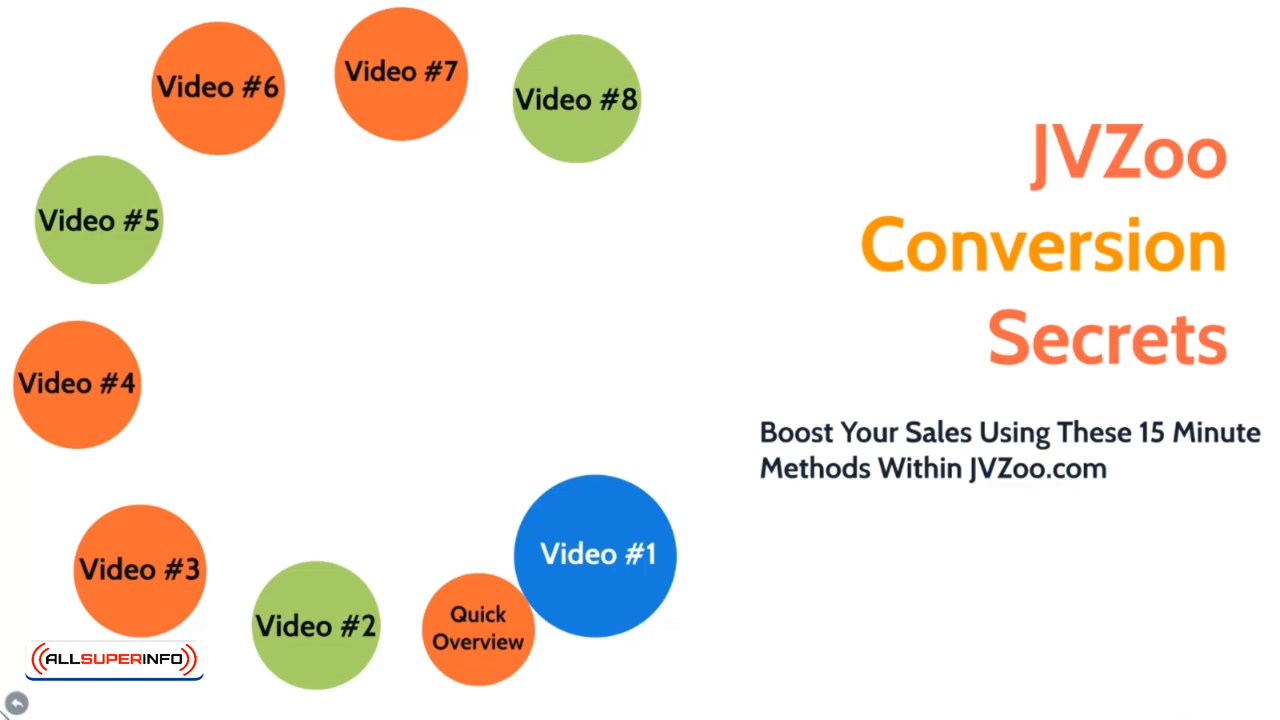 Video #6
Video #7
Video #8
Video #5
Video #4
Video #3
Video #2
Quick
Overview
Video #1
JVZoo
Conversion
Secrets
Boost Your Sales Using These 15 Minute
Methods Within JVZoo.com
ALLSUPERINFO